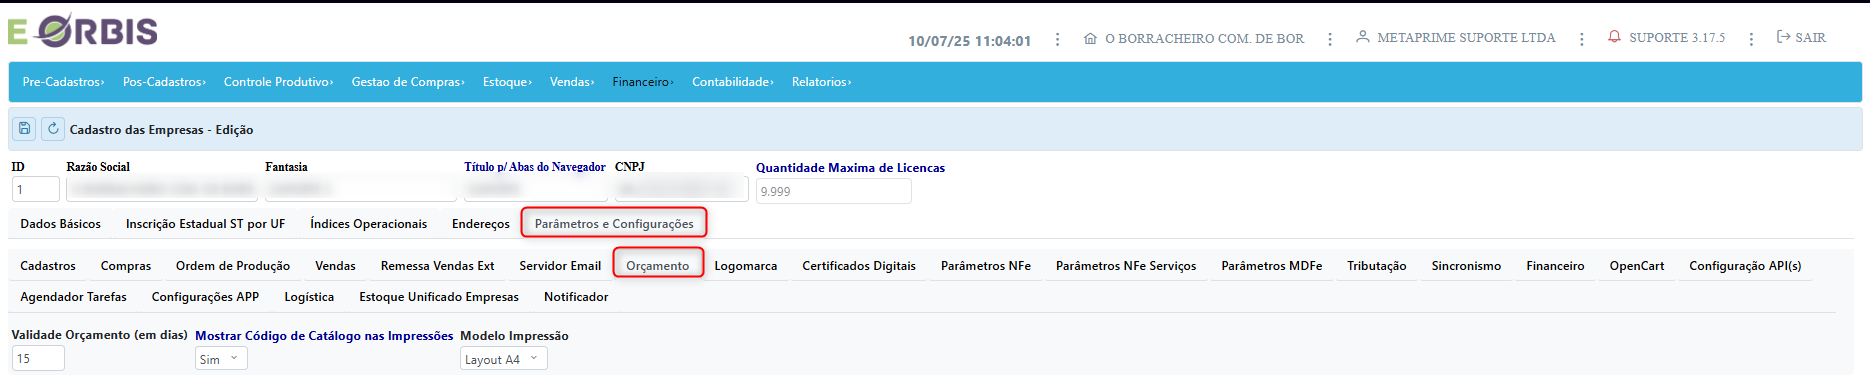 E ORBIS
10/07/25 11:04:01 O BORRACHEIRO COM. DE BOR METAPRIME SUPORTE LTDA SUPORTE 3.17.5 SAIR
Pre-Cadastros Pos-Cadastros Controle Produtivo Gestao de Compras Estoque Vendas Financeiro Contabilidade Relatorios
Cadastro das Empresas - Edição
ID Razão Social Fantasia Título p/ Abas do Navegador CNPJ Quantidade Maxima de Licencas
1 9.999
Dados Básicos Inscrição Estadual ST por UF Índices Operacionais Endereços Parâmetros e Configurações
Cadastros Compras Ordem de Produção Vendas Remessa Vendas Ext Servidor Email Orçamento Logomarca Certificados Digitais Parâmetros NFe Parâmetros NFe Serviços Parâmetros MDFe Tributação Sincronismo Financeiro OpenCart Configuração API(s)
Agendador Tarefas Configurações APP Logística Estoque Unificado Empresas Notificador
Validade Orçamento (em dias) Mostrar Código de Catálogo nas Impressões Modelo Impressão
15 Sim Layout A4